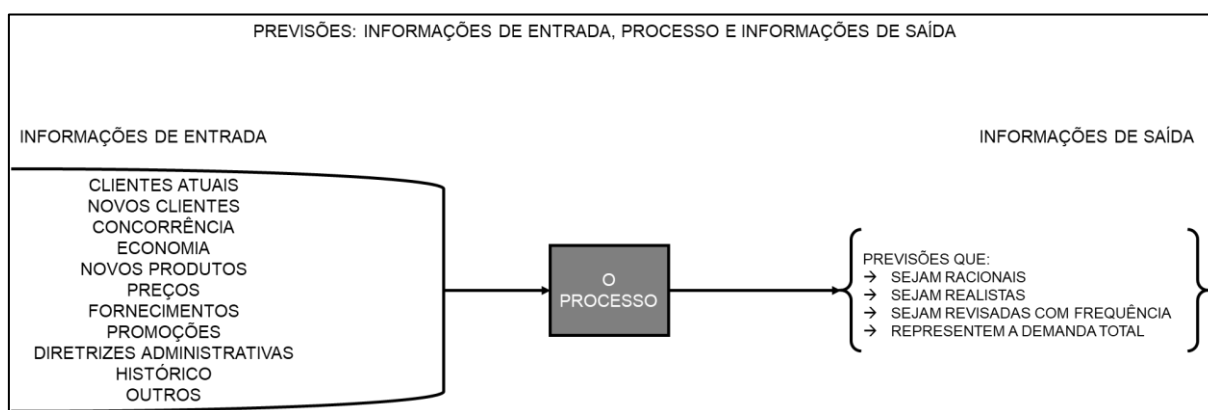 PREVISÕES: INFORMAÇÕES DE ENTRADA, PROCESSO E INFORMAÇÕES DE SAÍDA
INFORMAÇÕES DE ENTRADA
CLIENTES ATUAIS
NOVOS CLIENTES
CONCORRÊNCIA
ECONOMIA
NOVOS PRODUTOS
PREÇOS
FORNECIMENTOS
PROMOÇÕES
DIRETRIZES ADMINISTRATIVAS
HISTÓRICO
OUTROS
O
PROCESSO
INFORMAÇÕES DE SAÍDA
PREVISÕES QUE:
→ SEJAM RACIONAIS
→ SEJAM REALISTAS
→ SEJAM REVISADAS COM FREQUÊNCIA
→ REPRESENTEM A DEMANDA TOTAL